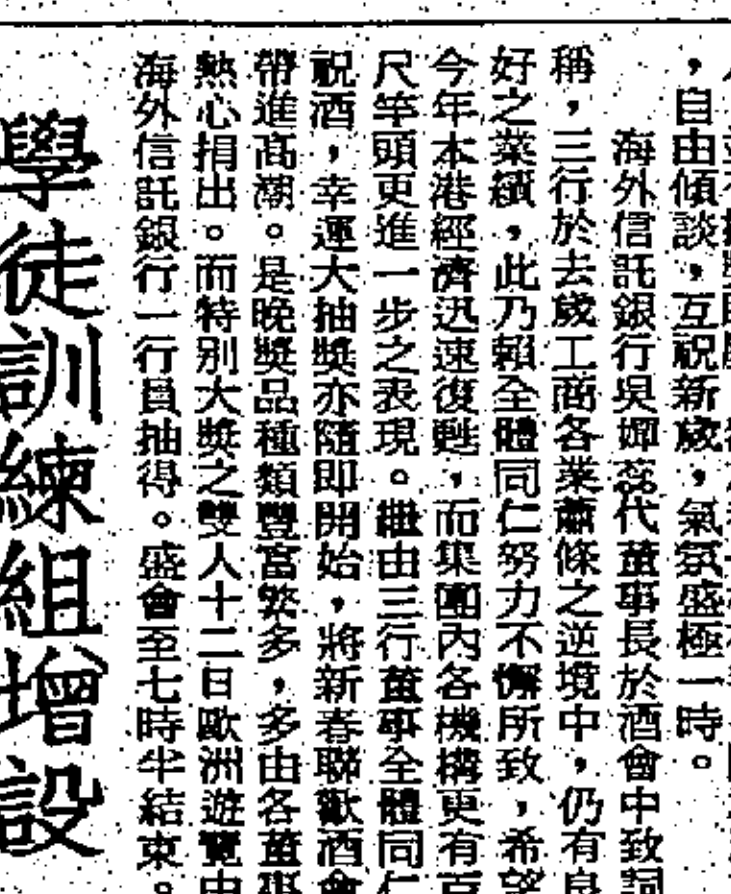 ，自由傾談，互祝新歲，氣氛盛極一時。
海外信託銀行吳嬋蕊代董事長於酒會中致詞
稱，三行於去歲工商各業蕭條之逆境中，仍有良
好之業績，此乃賴全體同仁努力不懈所致，希望
今年本港經濟迅速復甦，而集團內各機構更有百
尺竿頭更進一步之表現。繼由三行董事全體同仁
祝酒，幸運大抽獎亦隨即開始，將新春聯歡酒會
帶進高潮。是晚獎品種類豐富繁多，多由各董事
熱心捐出。而特別大獎之雙人十二日歐洲遊覽由
海外信託銀行一行員抽得。盛會至七時半結束。
學徒訓練組增設